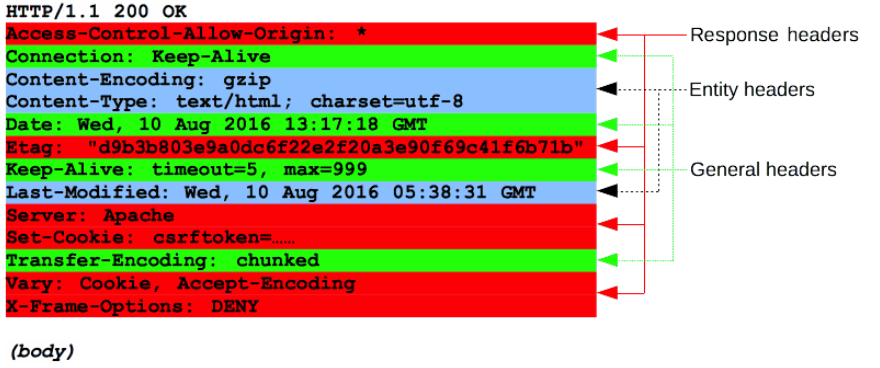 HTTP/1.1 200 OK
Access-Control-Allow-Origin: *
Connection: Keep-Alive
Content-Encoding: gzip
Content-Type: text/html; charset=utf-8
Date: Wed, 10 Aug 2016 13:17:18 GMT
Etag: "d9b3b803e9a0dc6f22e2f20a3e90f69c41f6b71b"
Keep-Alive: timeout=5, max=999
Last-Modified: Wed, 10 Aug 2016 05:38:31 GMT
Server: Apache
Set-Cookie: csrftoken=……
Transfer-Encoding: chunked
Vary: Cookie, Accept-Encoding
X-Frame-Options: DENY
(body)
Response headers
Entity headers
General headers